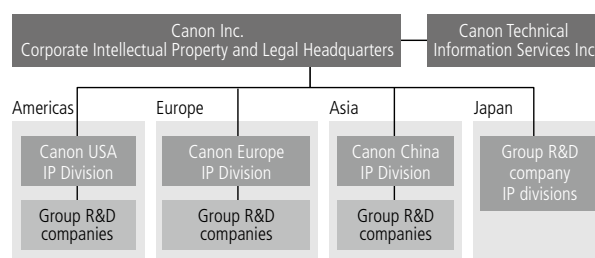 Canon Inc.
Corporate Intellectual Property and Legal Headquarters
Canon Technical
Information Services Inc
Americas
Europe
Asia
Japan
Canon USA
IP Division
Group R&D
companies
Canon Europe
IP Division
Group R&D
companies
Canon China
IP Division
Group R&D
companies
Group R&D
company
IP divisions